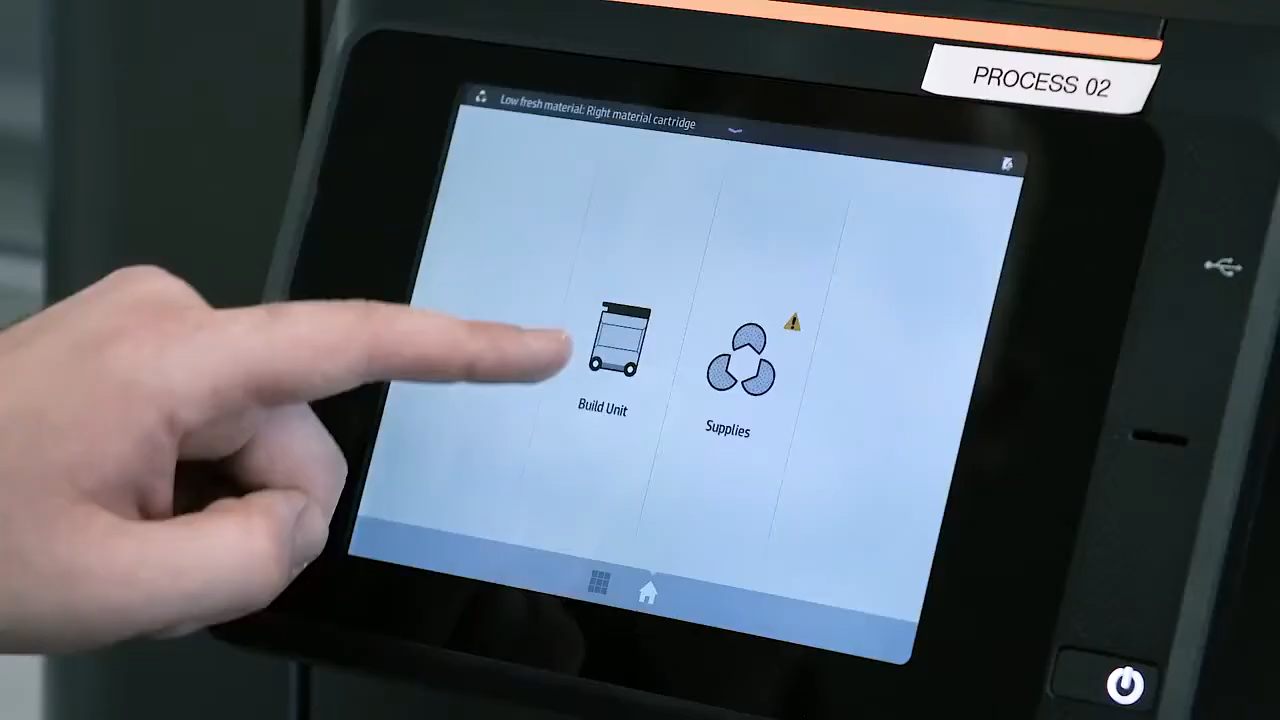 PROCESS 02
Low fresh material: Right material cartridge
Build Unit
Supplies